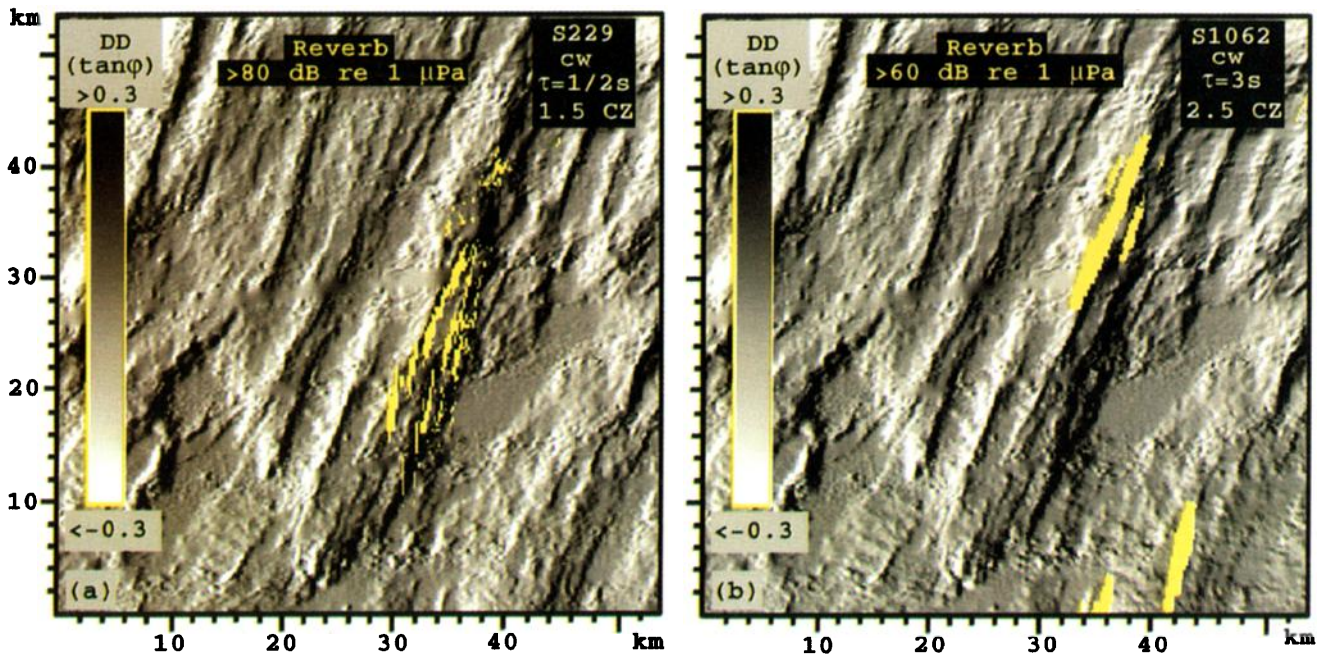 km
DD
(tanφ)
>0.3
Reverb
>80 dB re 1 μPa
S229
cw
τ=1/2s
1.5 CZ
40
30
20
10
<-0.3
(a)
10
20
30
40
km
DD
(tanφ)
>0.3
Reverb
>60 dB re 1 μPa
S1062
cw
τ=3s
2.5 CZ
<-0.3
(b)
10
20
30
40
km